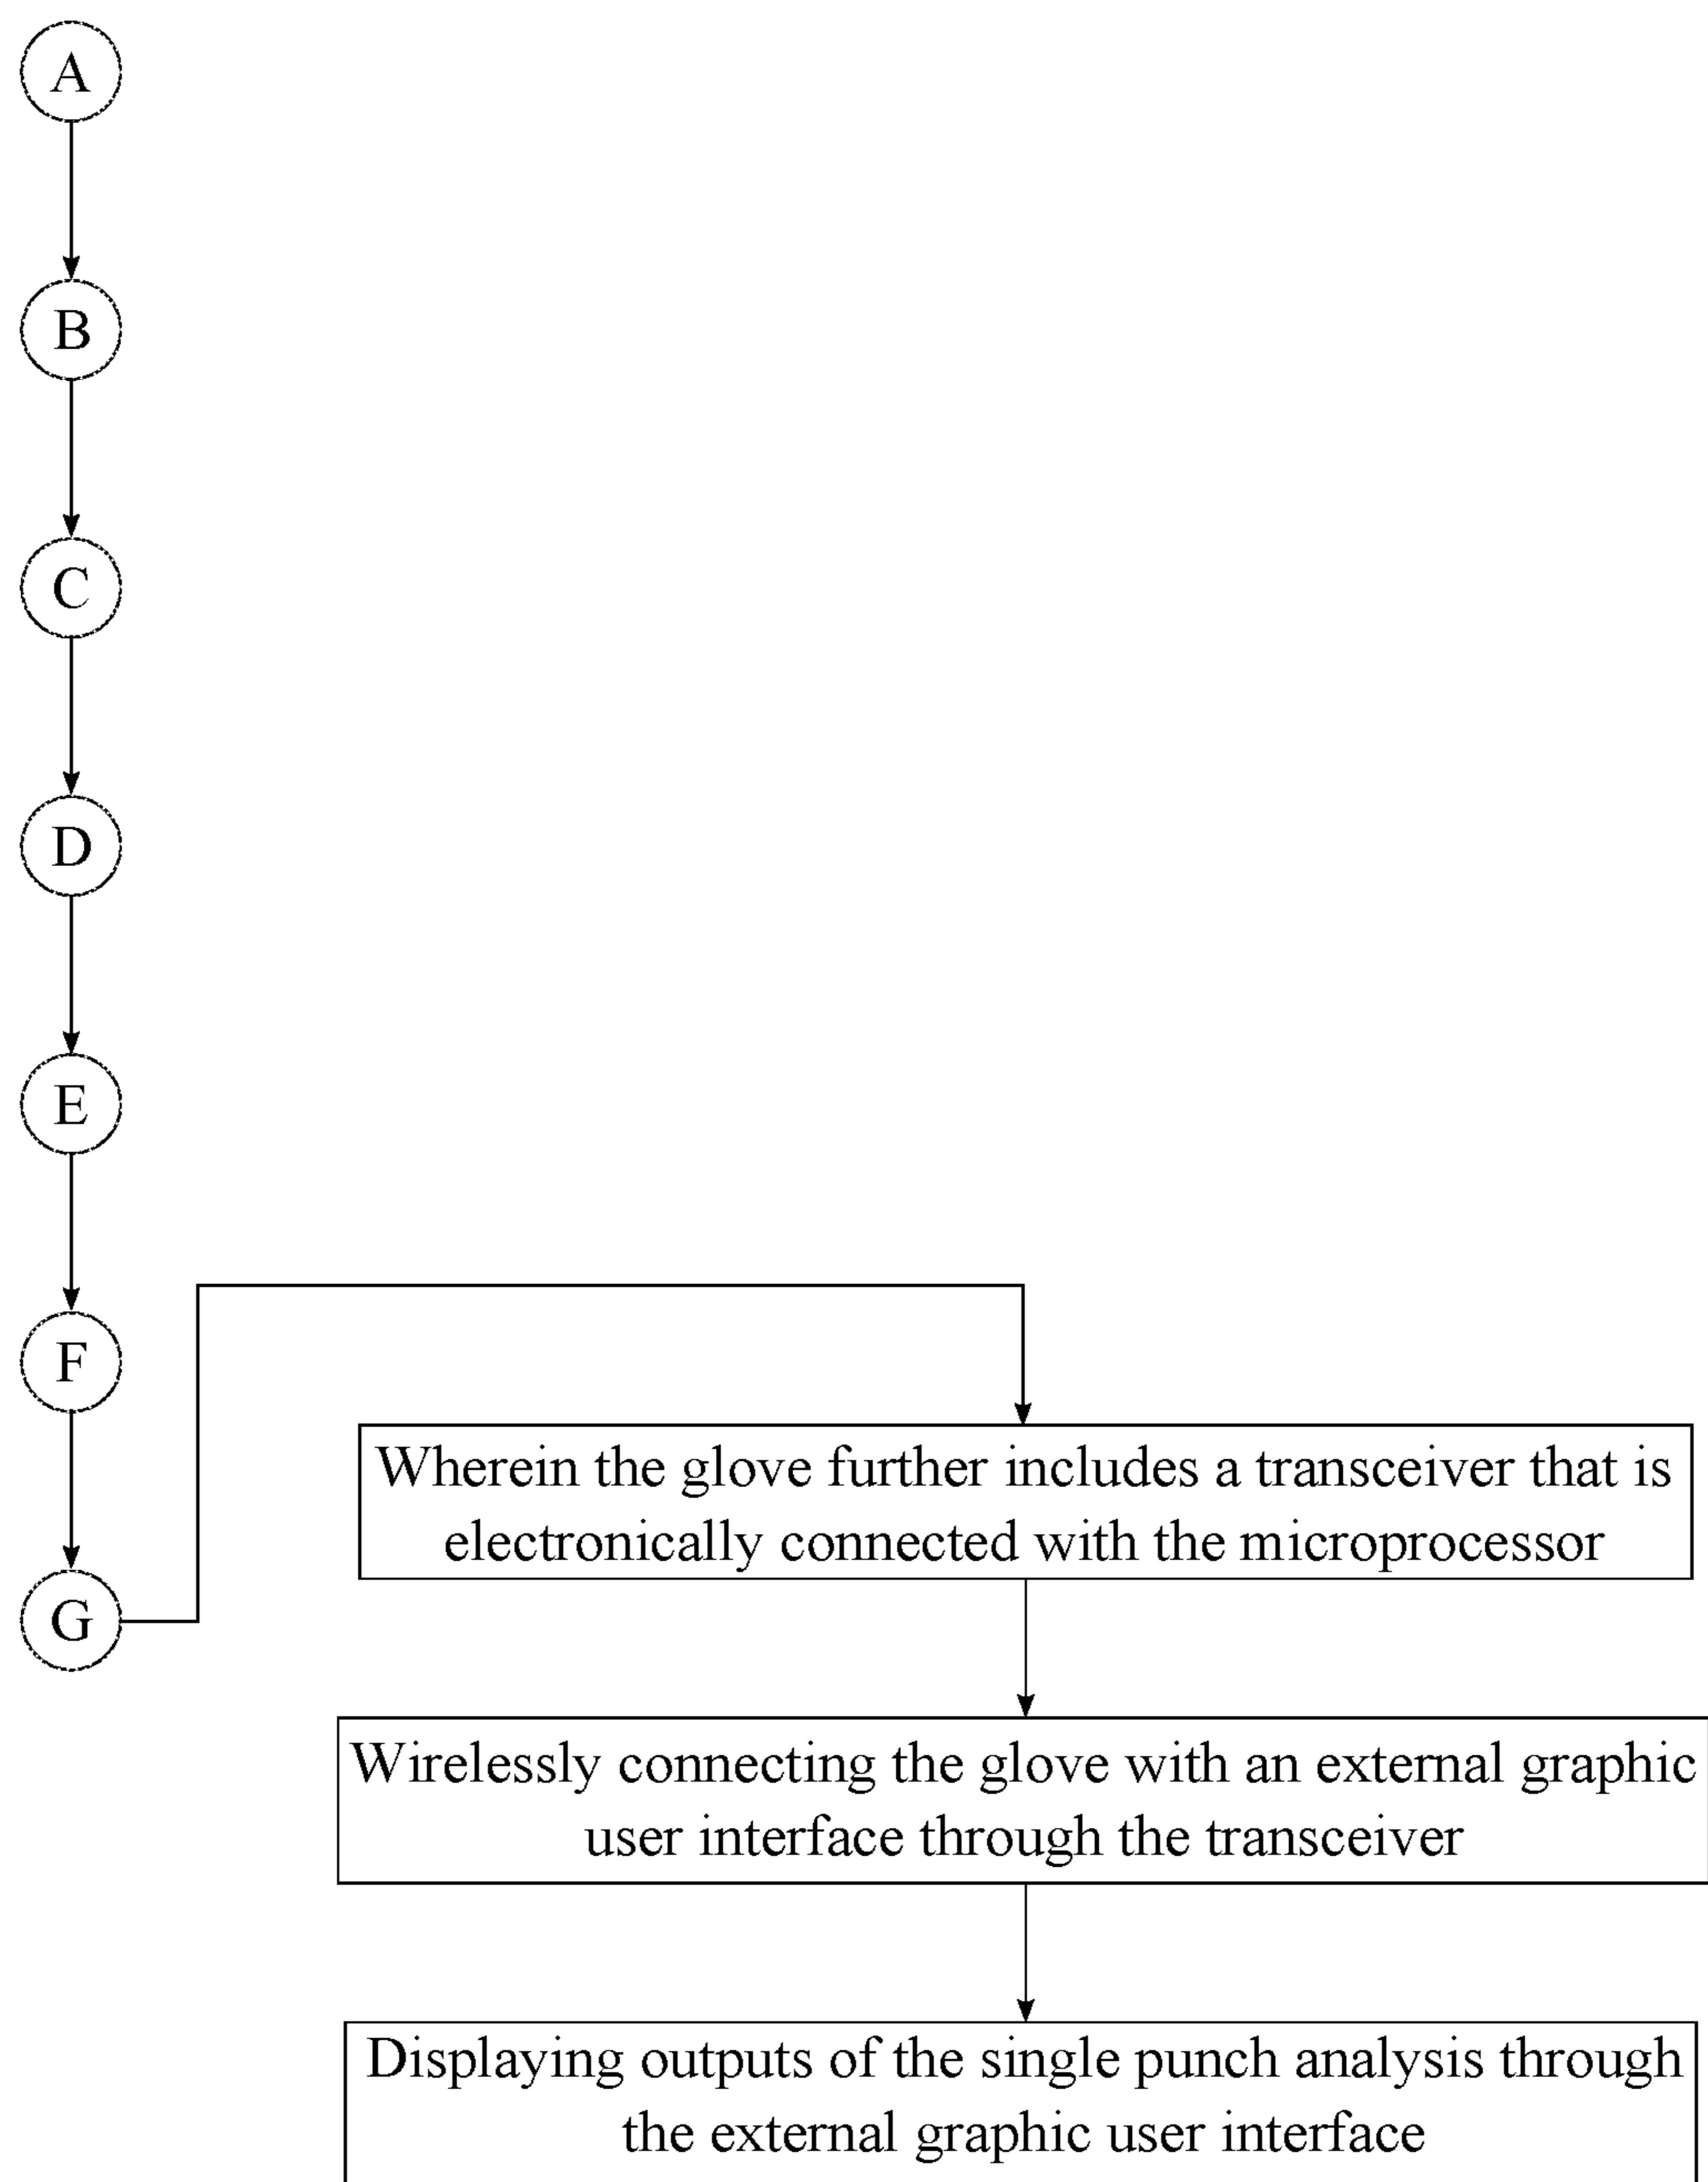 A
B
C
D
E
F
G
Wherein the glove further includes a transceiver that is
electronically connected with the microprocessor
Wirelessly connecting the glove with an external graphic
user interface through the transceiver
Displaying outputs of the single punch analysis through
the external graphic user interface